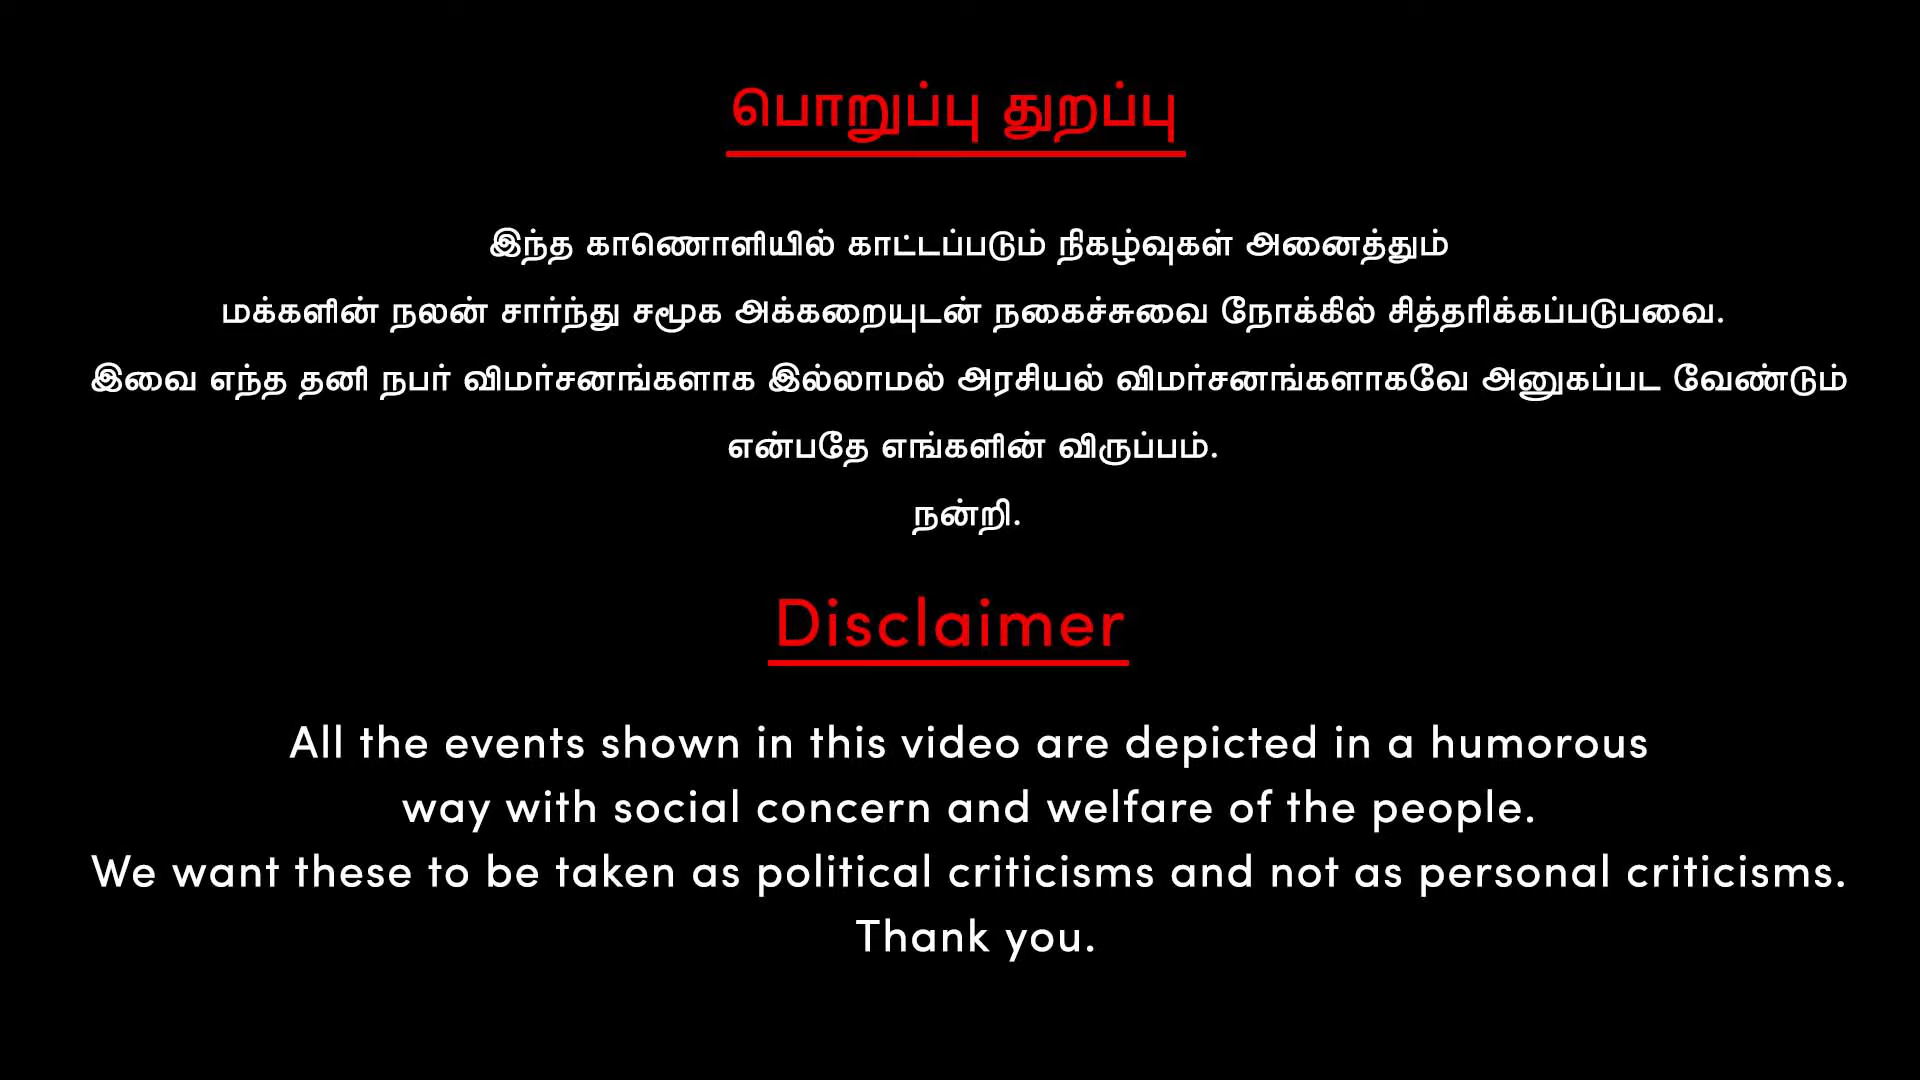 பொறுப்பு துறப்பு
இந்த காணொளியில் காட்டப்படும் நிகழ்வுகள் அனைத்தும்
மக்களின் நலன் சார்ந்து சமூக அக்கறையுடன் நகைச்சுவை நோக்கில் சித்தரிக்கப்படுபவை.
இவை எந்த தனி நபர் விமர்சனங்களாக இல்லாமல் அரசியல் விமர்சனங்களாகவே அனுகப்பட வேண்டும்
என்பதே எங்களின் விருப்பம்.
நன்றி.
Disclaimer
All the events shown in this video are depicted in a humorous
way with social concern and welfare of the people.
We want these to be taken as political criticisms and not as personal criticisms.
Thank you.